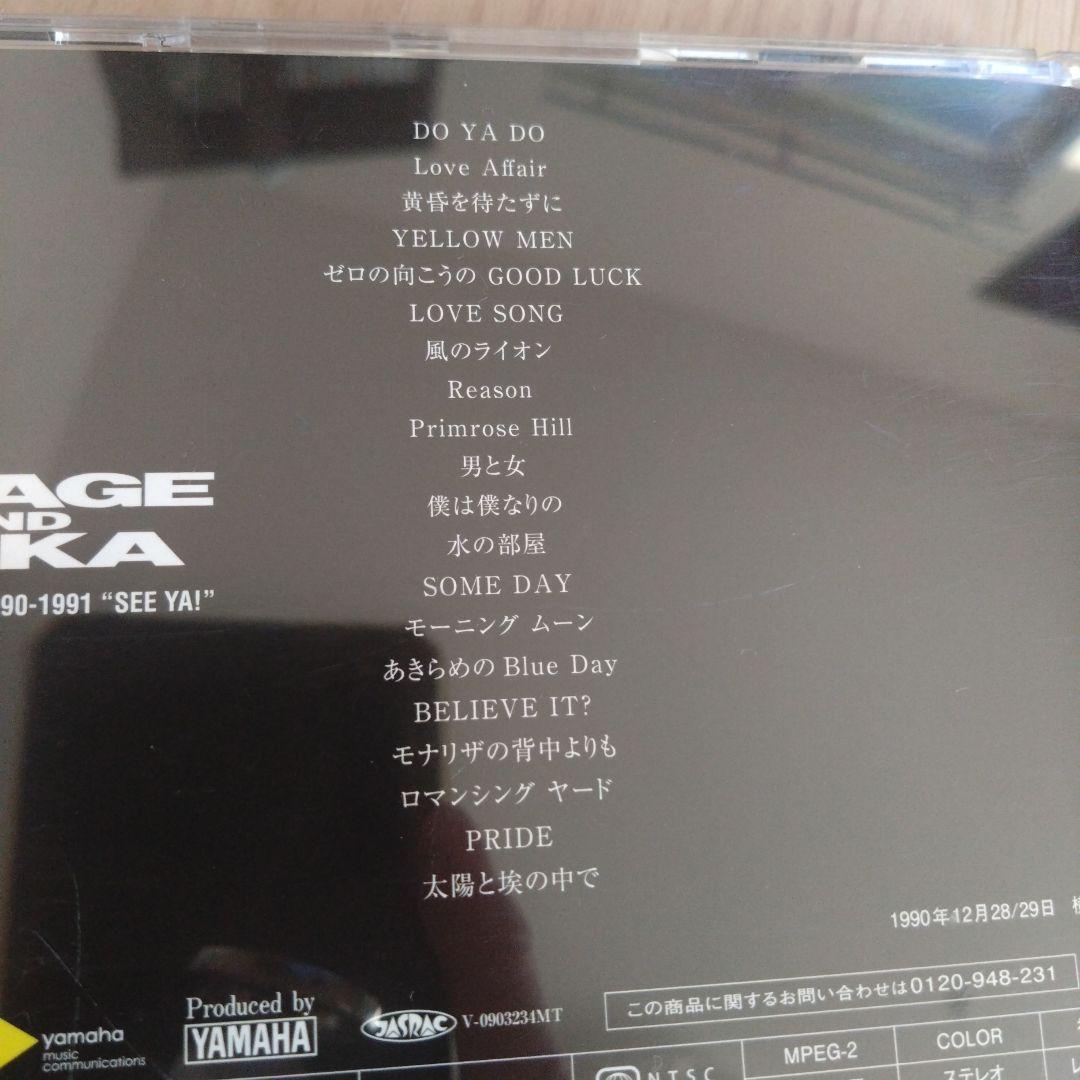 DO YA DO
Love Affair
黄昏を待たずに
YELLOW MEN
ゼロの向こうの GOOD LUCK
LOVE SONG
風のライオン
Reason
Primrose Hill
男と女
僕は僕なりの
水の部屋
SOME DAY
モーニング ムーン
あきらめの Blue Day
BELIEVE IT?
モナリザの背中よりも
ロマンシング ヤード
PRIDE
太陽と埃の中で
AGE
ND
KA
90-1991 “SEE YA!”
1990年12月28/29日
yamaha
music
communications
Produced by
YAMAHA
JASRAC
V-0903234MT
この商品に関するお問い合わせは0120-948-231
NTSC
MPEG-2
COLOR
ステレオ